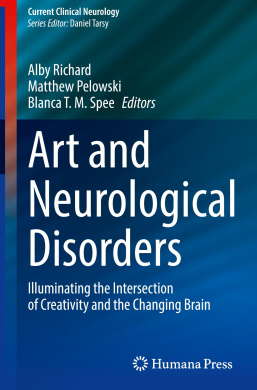 Current Clinical Neurology
Series Editor: Daniel Tarsy
Alby Richard
Matthew Pelowski
Blanca T. M. Spee Editors
Art and
Neurological
Disorders
Illuminating the Intersection
of Creativity and the Changing Brain
Humana Press